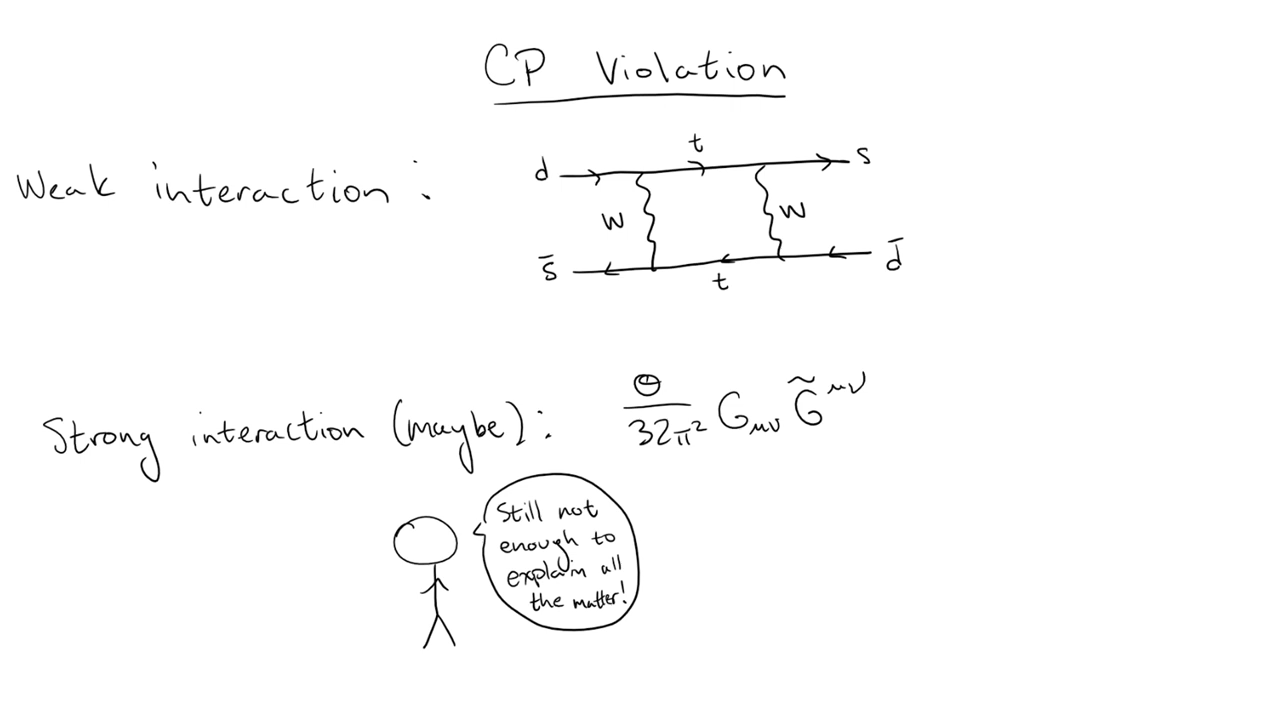 CP Violation
Weak interaction:
t
d
s
W
W
s̄
d̄
t
Strong interaction (maybe):
Θ/32π² G_μν G̃^μν
Still not
enough to
explain all
the matter!